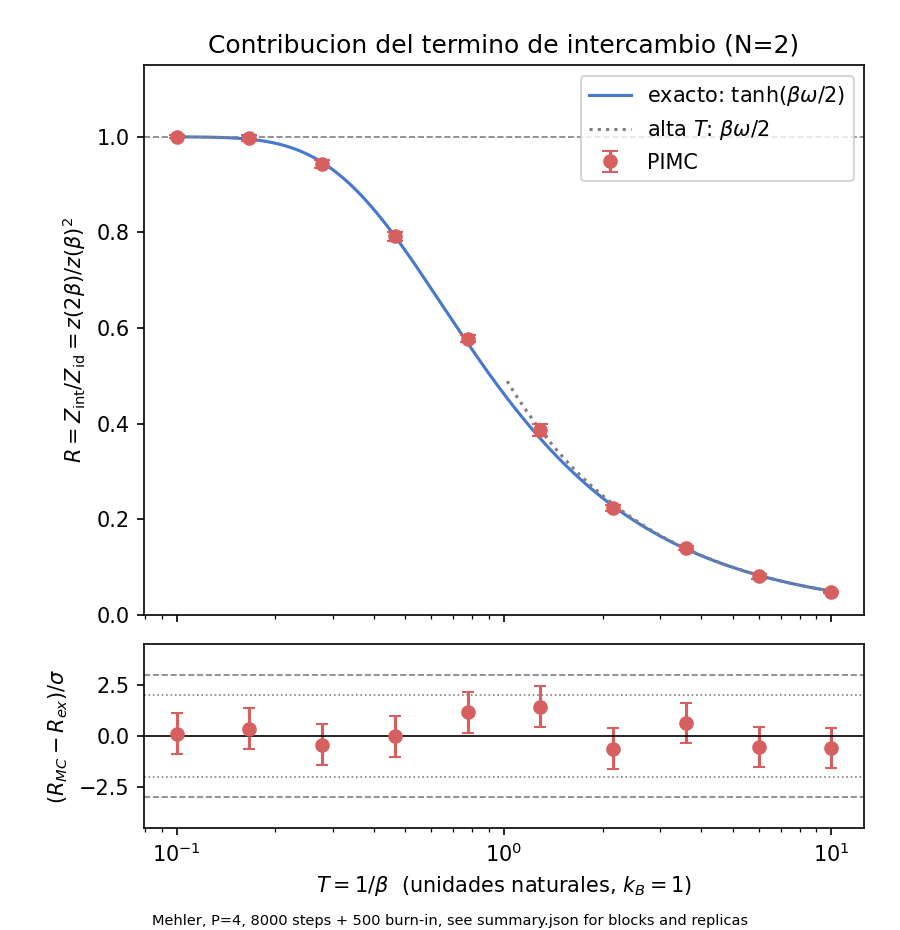 Contribucion del termino de intercambio (N=2)
exacto: tanh(βω/2)
alta T: βω/2
PIMC
R = Z_int/Z_id = z(2β)/z(β)²
1.0
0.8
0.6
0.4
0.2
0.0
(R_MC − R_ex)/σ
2.5
0.0
−2.5
10⁻¹ 10⁰ 10¹
T = 1/β (unidades naturales, k_B = 1)
Mehler, P=4, 8000 steps + 500 burn-in, see summary.json for blocks and replicas